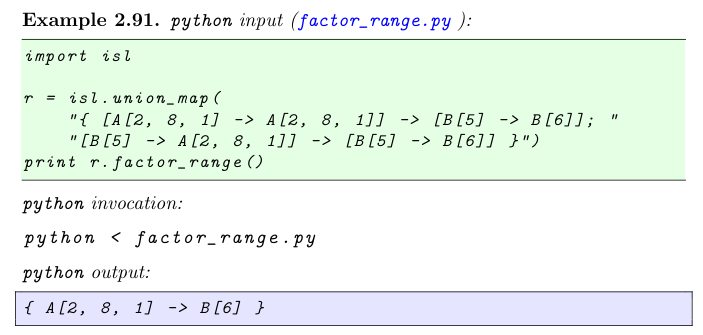 Example 2.91. python input (factor_range.py ):
import isl
r = isl.union_map(
"{ [A[2, 8, 1] -> A[2, 8, 1]] -> [B[5] -> B[6]]; "
"[B[5] -> A[2, 8, 1]] -> [B[5] -> B[6]] }")
print r.factor_range()
python invocation:
python < factor_range.py
python output:
{ A[2, 8, 1] -> B[6] }